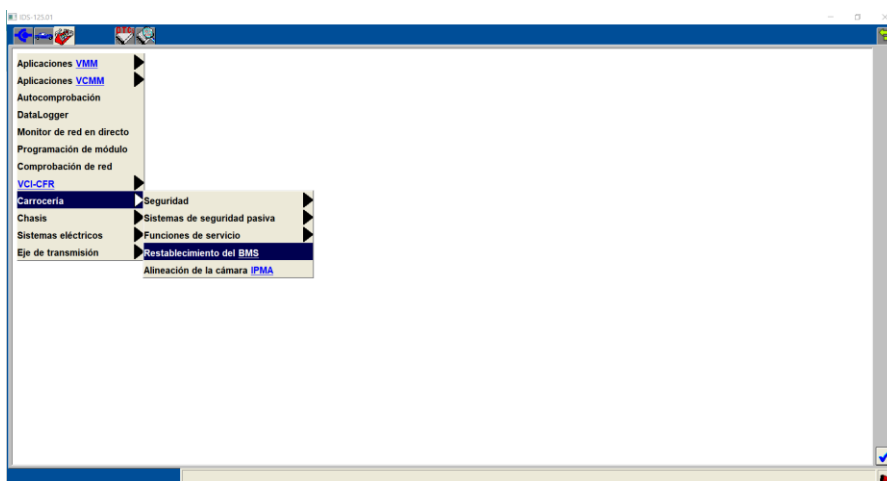 IDS-125.01
Aplicaciones VMM
Aplicaciones VCMM
Autocomprobación
DataLogger
Monitor de red en directo
Programación de módulo
Comprobación de red
VCI-CFR
Carrocería
Chasis
Sistemas eléctricos
Eje de transmisión
Seguridad
Sistemas de seguridad pasiva
Funciones de servicio
Restablecimiento del BMS
Alineación de la cámara IPMA